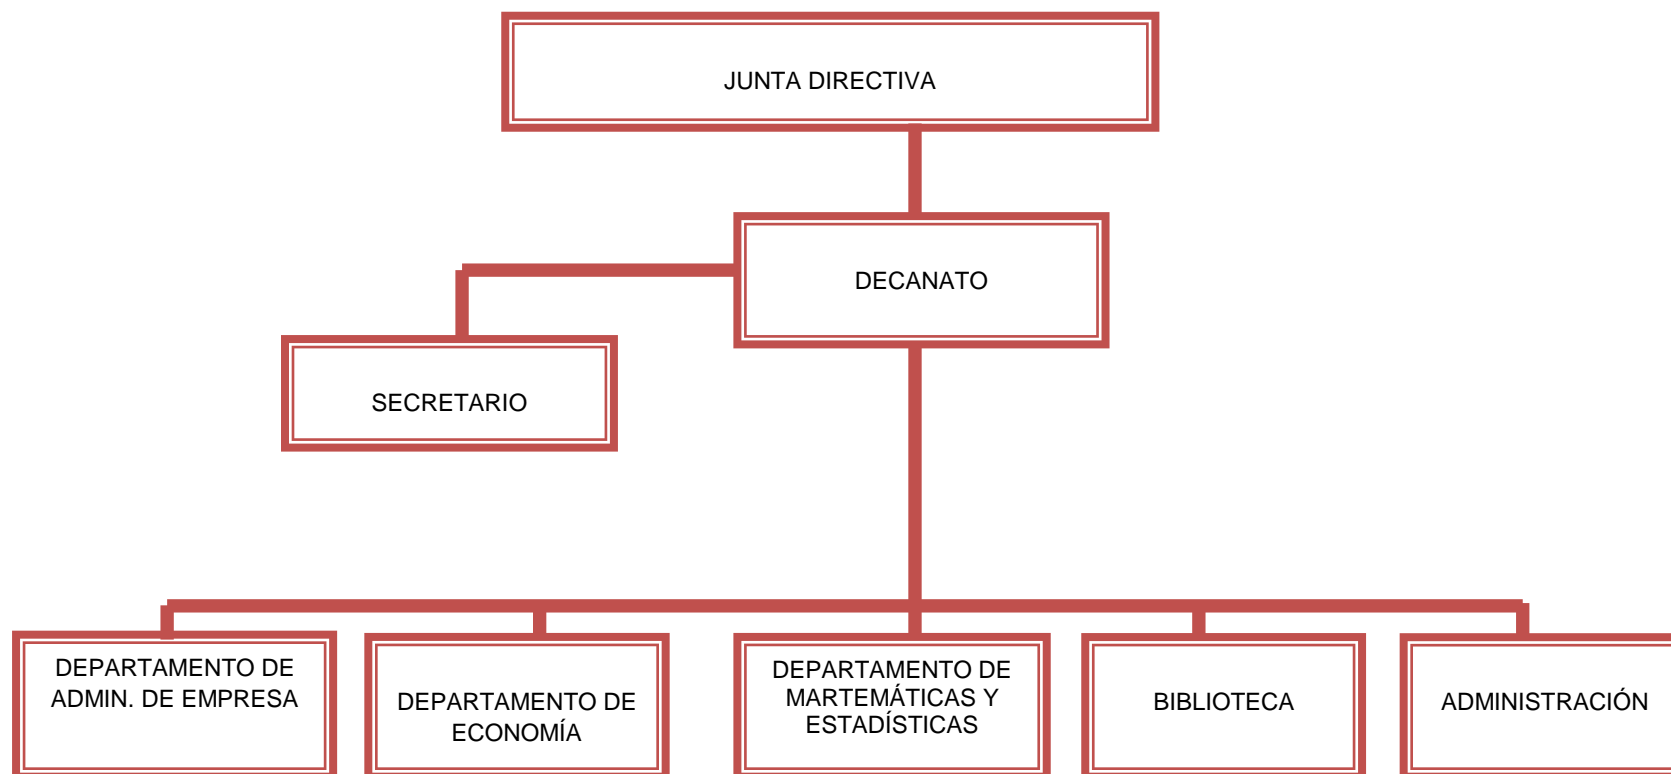 JUNTA DIRECTIVA
DECANATO
SECRETARIO
DEPARTAMENTO DE
ADMIN. DE EMPRESA
DEPARTAMENTO DE
ECONOMÍA
DEPARTAMENTO DE
MARTEMÁTICAS Y
ESTADÍSTICAS
BIBLIOTECA
ADMINISTRACIÓN